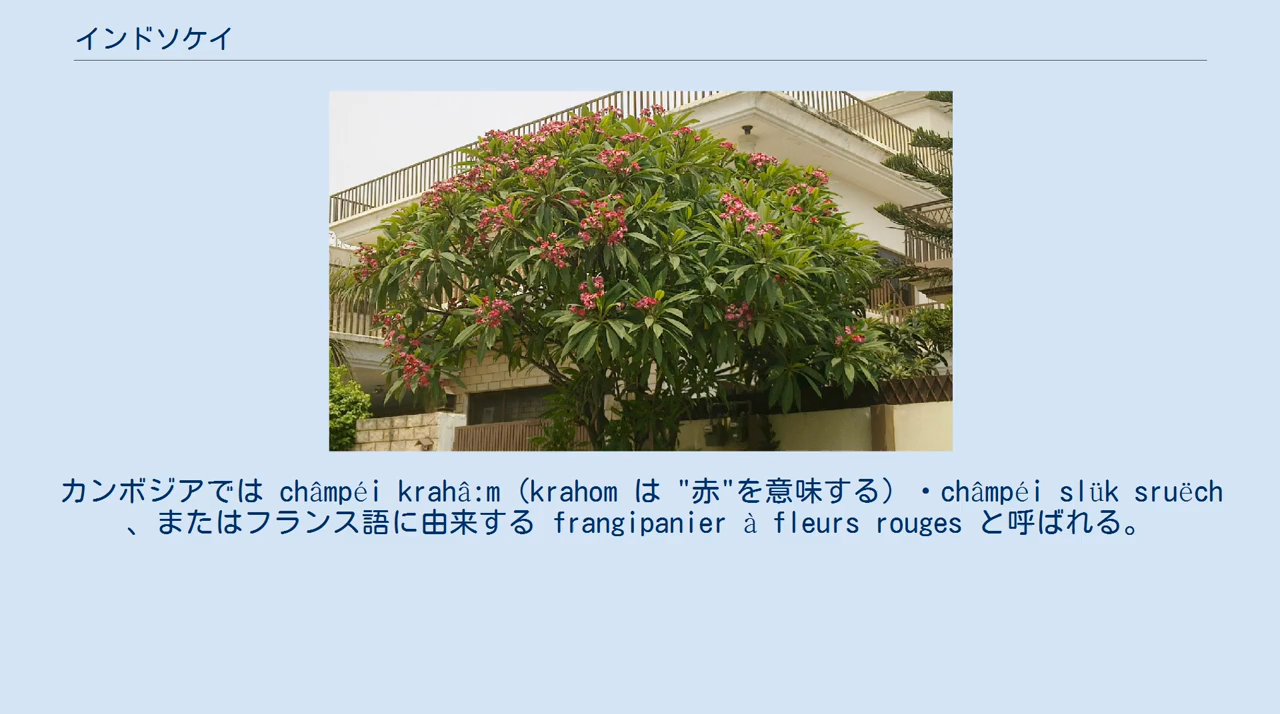 インドソケイ
カンボジアでは châmpéi krahâ:m（krahom は "赤"を意味する）・châmpéi slük sruëch
、またはフランス語に由来する frangipanier à fleurs rouges と呼ばれる。